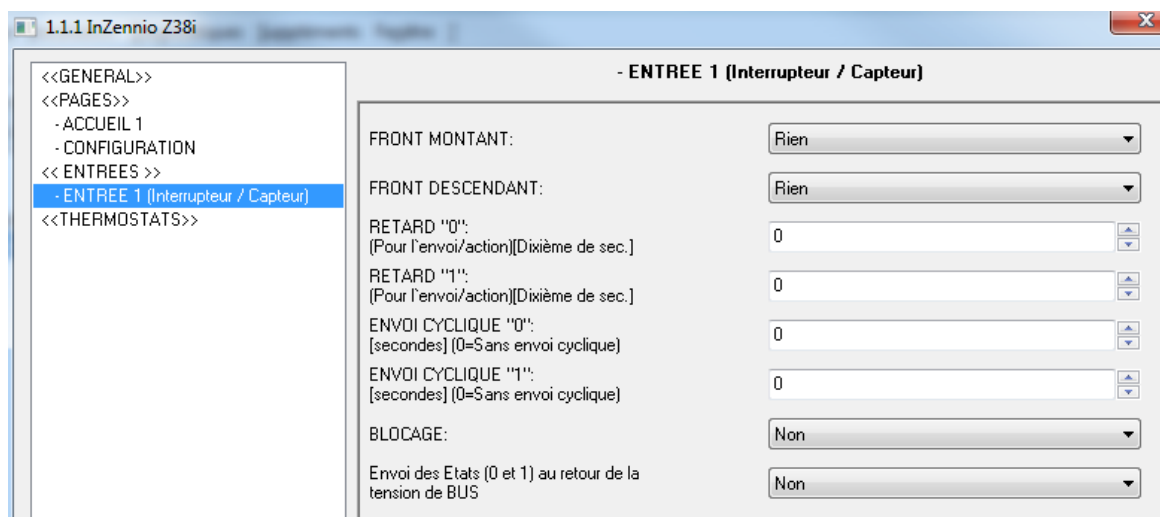 1.1.1 InZennio Z38i
<<GENERAL>>
<<PAGES>>
- ACCUEIL 1
- CONFIGURATION
<< ENTREES >>
- ENTREE 1 (Interrupteur / Capteur)
<<THERMOSTATS>>
- ENTREE 1 (Interrupteur / Capteur)
FRONT MONTANT:
Rien
FRONT DESCENDANT:
Rien
RETARD "0":
(Pour l`envoi/action)[Dixième de sec.]
0
RETARD "1":
(Pour l`envoi/action)[Dixième de sec.]
0
ENVOI CYCLIQUE "0":
[secondes] (0=Sans envoi cyclique)
0
ENVOI CYCLIQUE "1":
[secondes] (0=Sans envoi cyclique)
0
BLOCAGE:
Non
Envoi des Etats (0 et 1) au retour de la
tension de BUS
Non